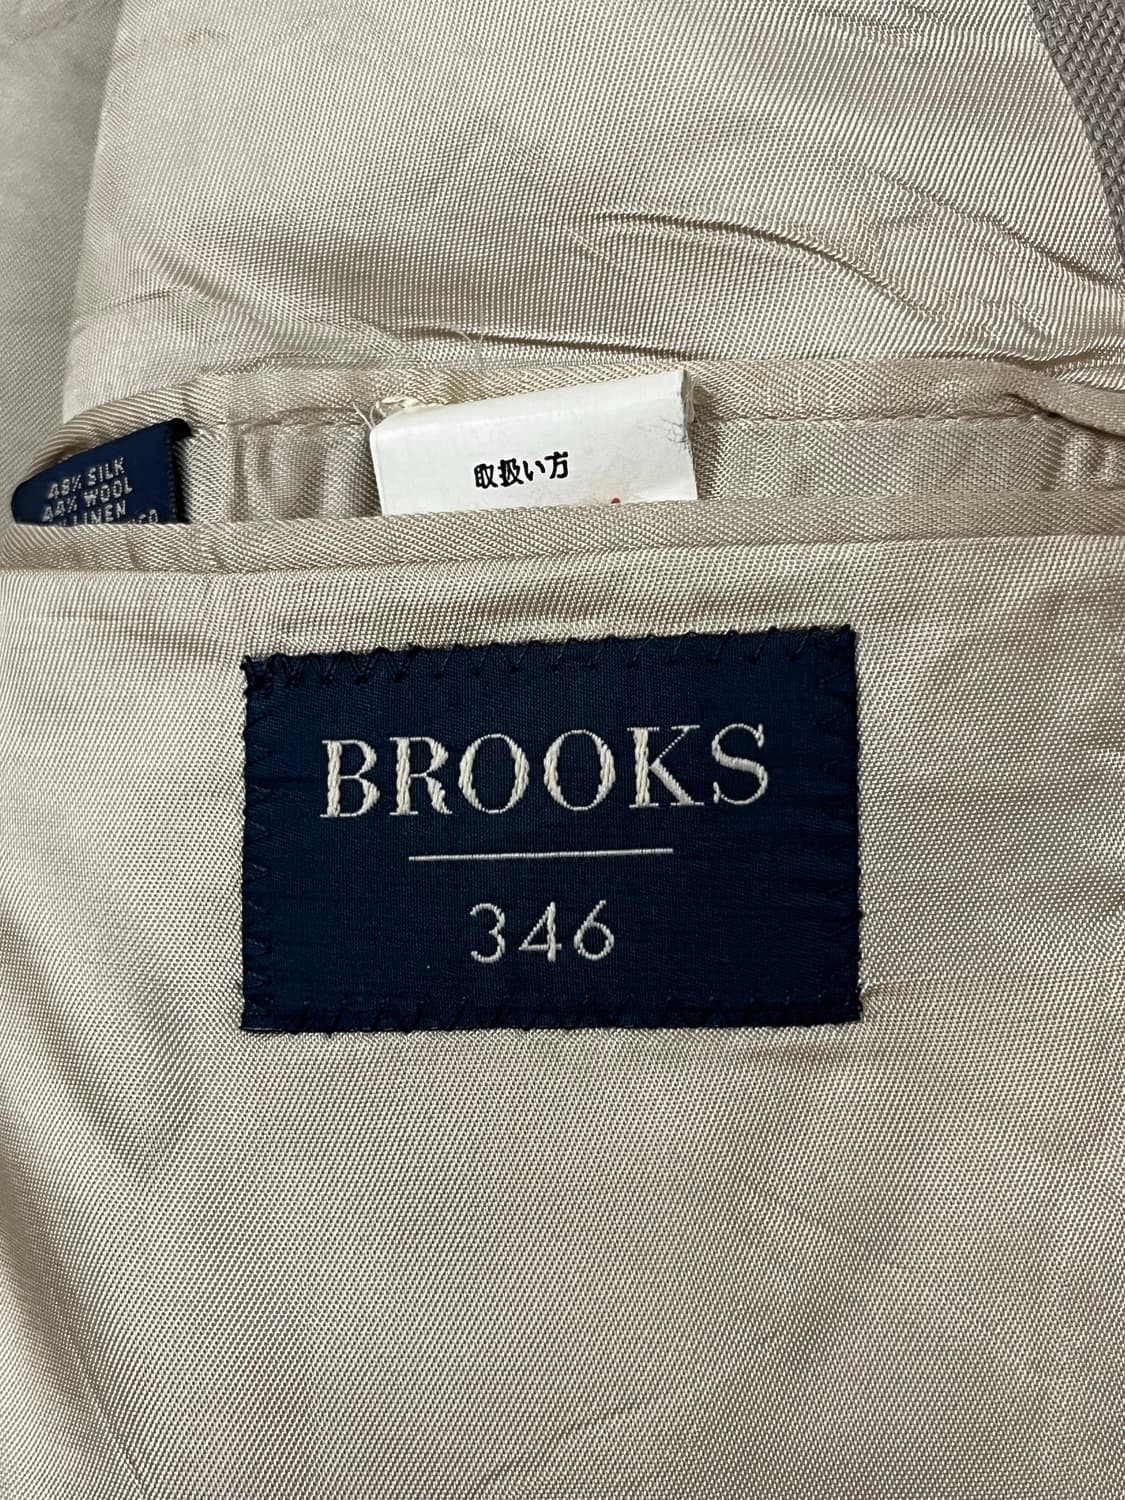 48% SILK
44% WOOL
LINEN
取扱い方
BROOKS
346